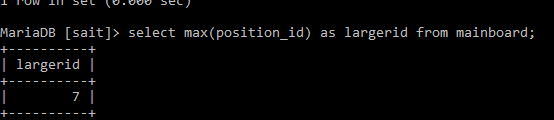 1 row in set (0.000 sec)
MariaDB [sait]> select max(position_id) as largerid from mainboard;
+----------+
| largerid |
+----------+
|        7 |
+----------+